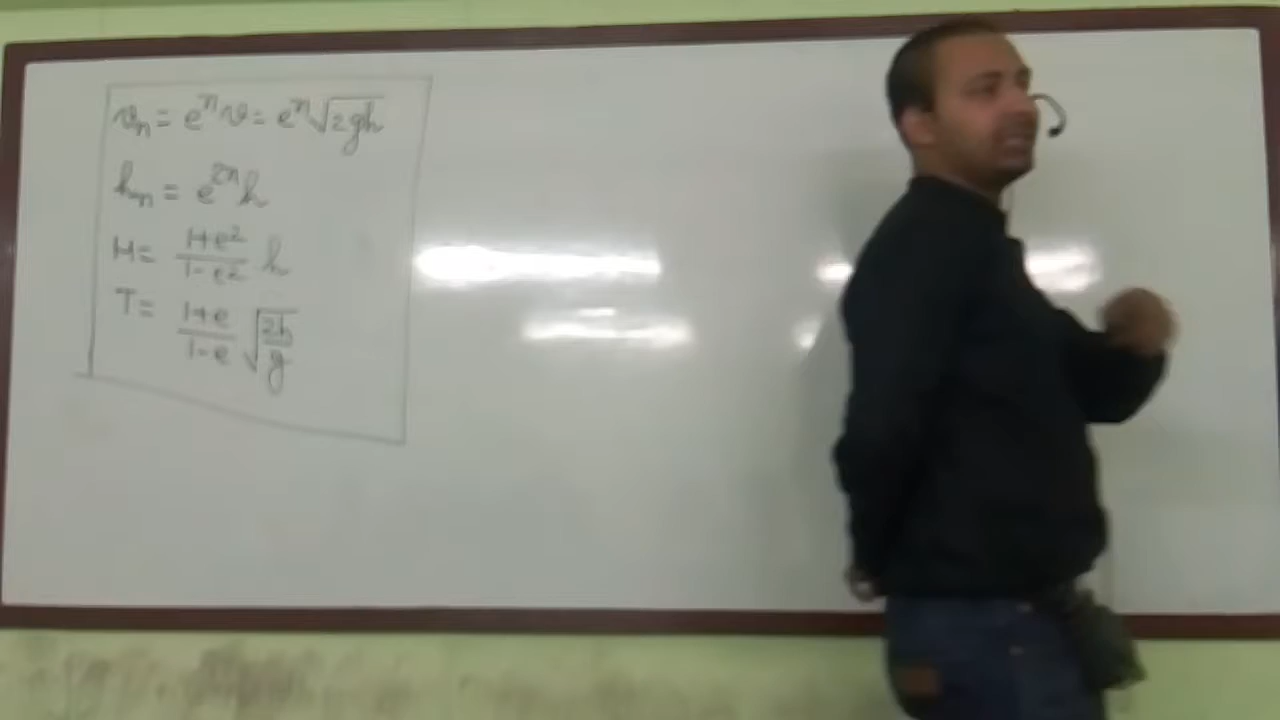 vₙ = eⁿv = eⁿ√2gh
hₙ = e²ⁿh
H = (1+e²)/(1-e²) h
T = (1+e)/(1-e) √(2h/g)